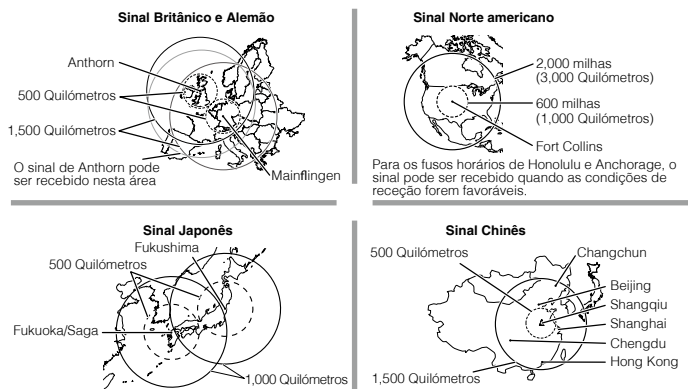 Sinal Britânico e Alemão
Anthorn
500 Quilómetros
1,500 Quilómetros
O sinal de Anthorn pode
ser recebido nesta área
Mainflingen
Sinal Norte americano
2,000 milhas
(3,000 Quilómetros)
600 milhas
(1,000 Quilómetros)
Fort Collins
Para os fusos horários de Honolulu e Anchorage, o
sinal pode ser recebido quando as condições de
receção forem favoráveis.
Sinal Japonês
Fukushima
500 Quilómetros
Fukuoka/Saga
1,000 Quilómetros
Sinal Chinês
500 Quilómetros
Changchun
Beijing
Shangqiu
Shanghai
Chengdu
Hong Kong
1,500 Quilómetros